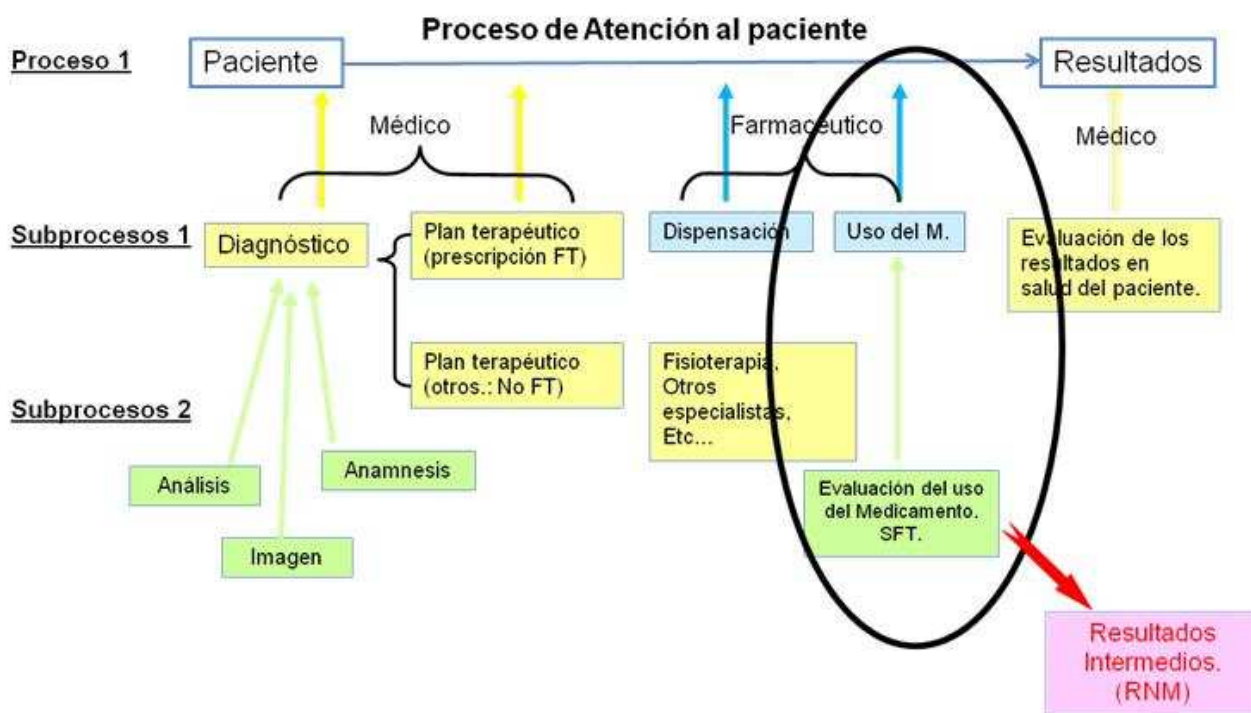 Proceso de Atención al paciente
Proceso 1
Paciente
Resultados
Médico
Farmacéutico
Médico
Subprocesos 1
Diagnóstico
Plan terapéutico
(prescripción FT)
Dispensación
Uso del M.
Evaluación de los
resultados en
salud del paciente.
Plan terapéutico
(otros.: No FT)
Fisioterapia,
Otros
especialistas,
Etc...
Subprocesos 2
Análisis
Anamnesis
Imagen
Evaluación del uso
del Medicamento.
SFT.
Resultados
Intermedios.
(RNM)